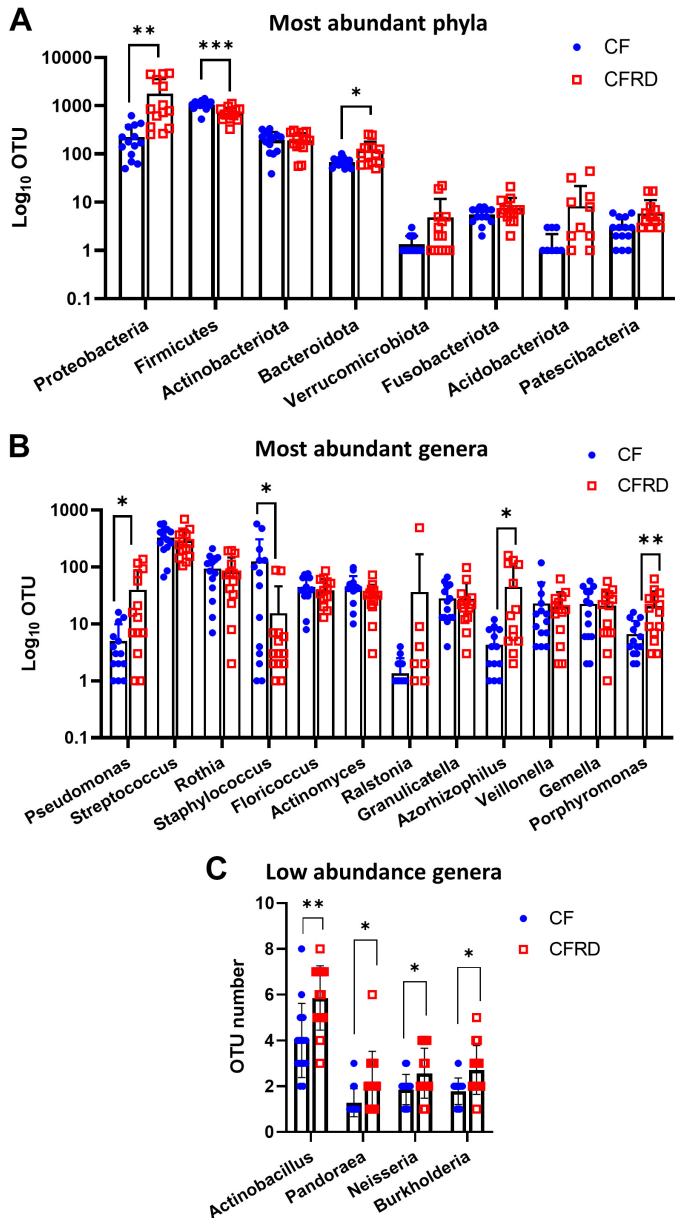 A
Most abundant phyla
CF
CFRD
**
***
*
Log10 OTU
10000
1000
100
10
1
0.1
Proteobacteria
Firmicutes
Actinobacteriota
Bacteroidota
Verrucomicrobiota
Fusobacteriota
Acidobacteriota
Patescibacteria
B
Most abundant genera
CF
CFRD
*
*
*
**
Log10 OTU
1000
100
10
1
0.1
Pseudomonas
Streptococcus
Rothia
Staphylococcus
Floricoccus
Actinomyces
Ralstonia
Granulicatella
Azorhizophilus
Veillonella
Gemella
Porphyromonas
C
Low abundance genera
CF
CFRD
**
*
*
*
OTU number
10
8
6
4
2
0
Actinobacillus
Pandoraea
Neisseria
Burkholderia